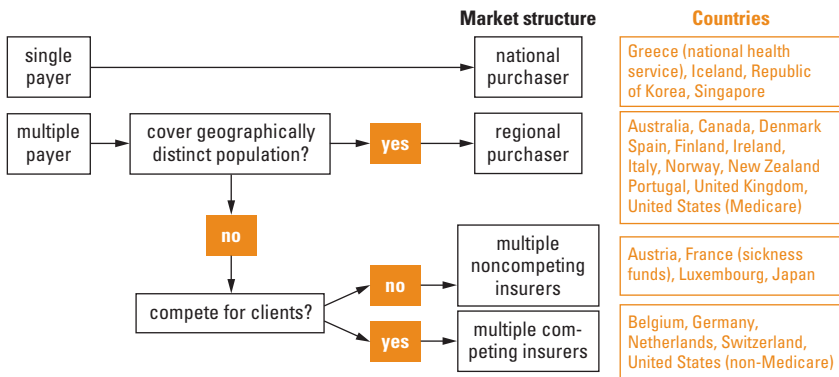 Market structure
Countries
single
payer
national
purchaser
Greece (national health
service), Iceland, Republic
of Korea, Singapore
multiple
payer
cover geographically
distinct population?
yes
regional
purchaser
Australia, Canada, Denmark
Spain, Finland, Ireland,
Italy, Norway, New Zealand
Portugal, United Kingdom,
United States (Medicare)
no
compete for clients?
no
multiple
noncompeting
insurers
Austria, France (sickness
funds), Luxembourg, Japan
yes
multiple com-
peting insurers
Belgium, Germany,
Netherlands, Switzerland,
United States (non-Medicare)